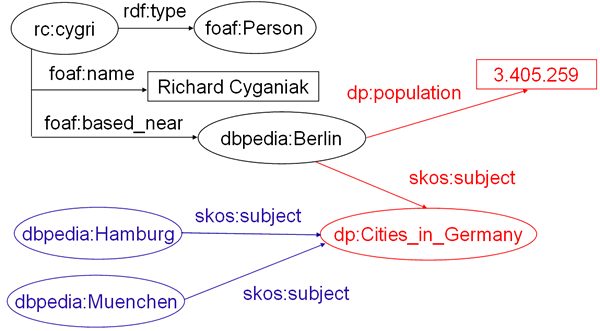 rc:cygri
rdf:type
foaf:Person
foaf:name
Richard Cyganiak
3.405.259
dp:population
foaf:based_near
dbpedia:Berlin
skos:subject
skos:subject
dbpedia:Hamburg
dp:Cities_in_Germany
dbpedia:Muenchen
skos:subject